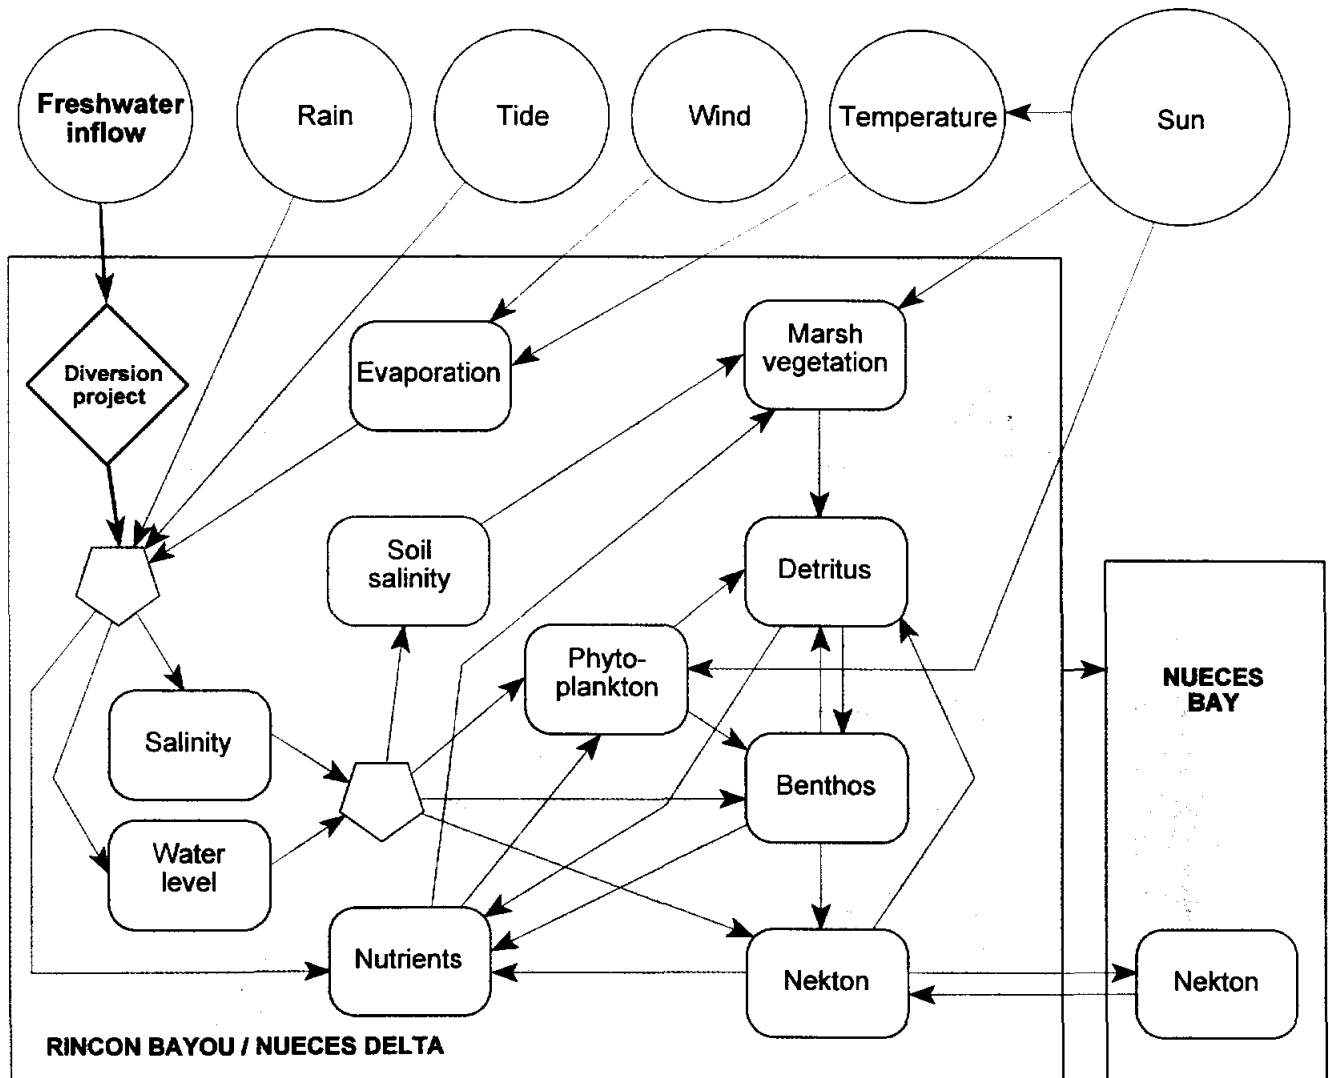 Freshwater
inflow
Rain
Tide
Wind
Temperature
Sun
Diversion
project
Evaporation
Marsh
vegetation
Soil
salinity
Detritus
Phyto-
plankton
NUECES
BAY
Salinity
Benthos
Water
level
Nutrients
Nekton
Nekton
RINCON BAYOU / NUECES DELTA